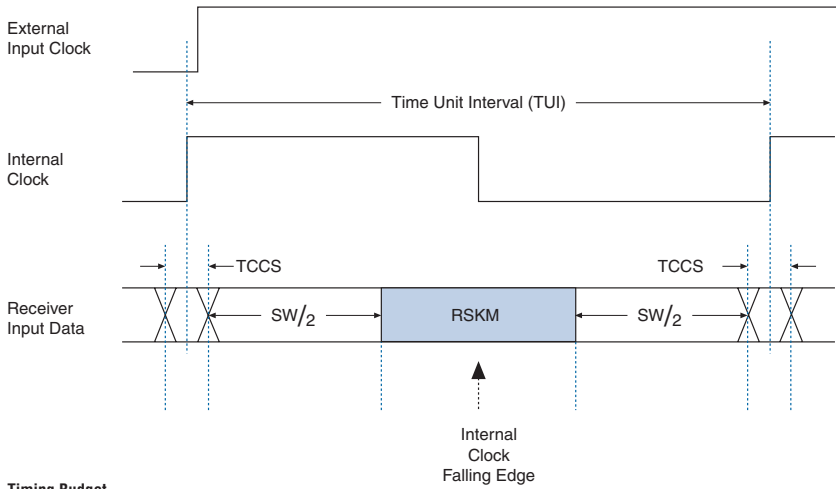 External
Input Clock
Time Unit Interval (TUI)
Internal
Clock
TCCS
TCCS
Receiver
Input Data
SW/2
RSKM
SW/2
Internal
Clock
Falling Edge
Timing Budget